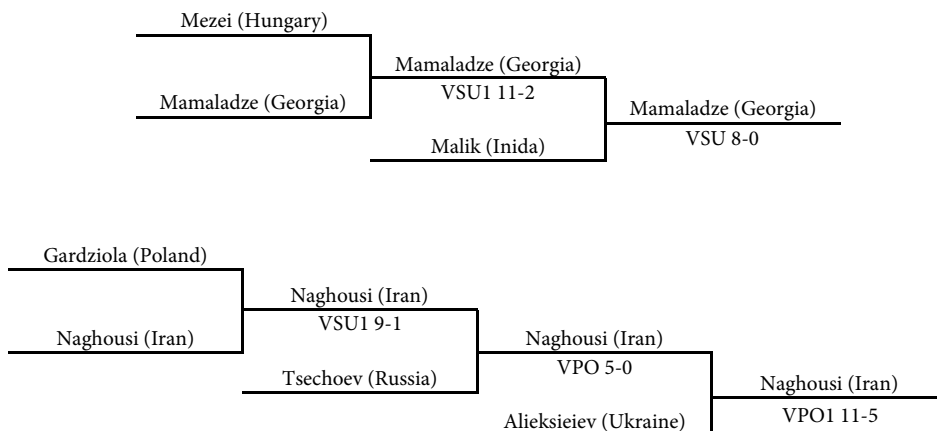 Mezei (Hungary)
Mamaladze (Georgia)
VSU1 11-2
Mamaladze (Georgia)
Mamaladze (Georgia)
VSU 8-0
Malik (Inida)
Gardziola (Poland)
Naghousi (Iran)
VSU1 9-1
Naghousi (Iran)
Naghousi (Iran)
VPO 5-0
Tsechoev (Russia)
Naghousi (Iran)
VPO1 11-5
Alieksieiev (Ukraine)